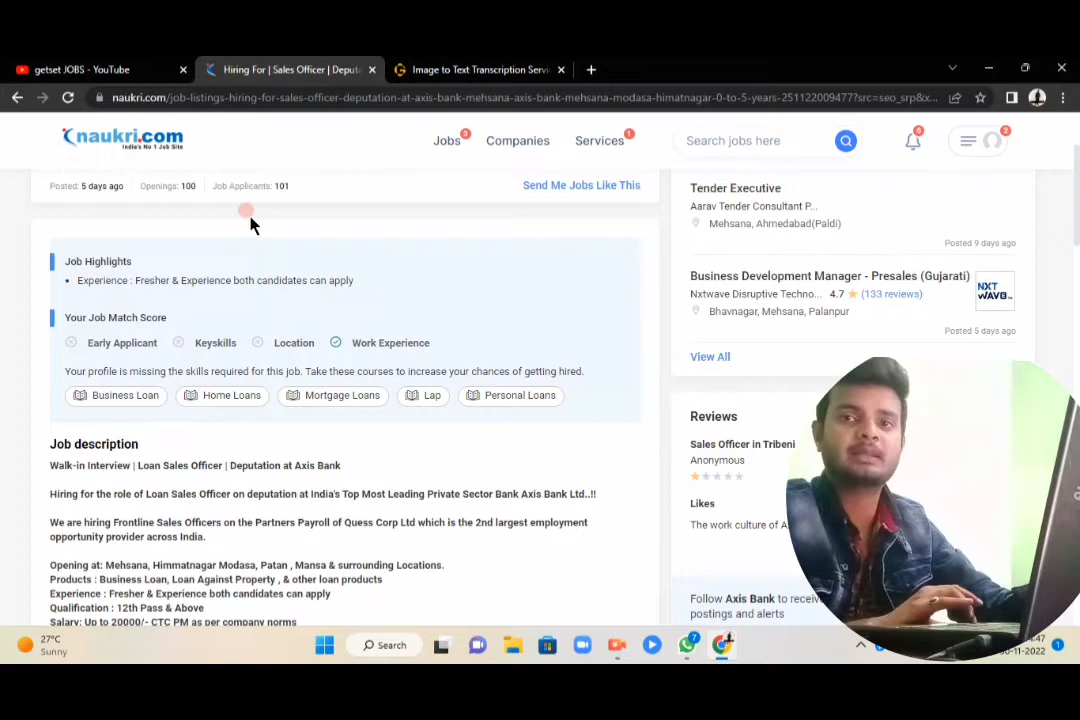 getset JOBS - YouTube
Hiring For | Sales Officer | Deputa
Image to Text Transcription Servi
naukri.com/job-listings-hiring-for-sales-officer-deputation-at-axis-bank-mehsana-axis-bank-mehsana-modasa-himatnagar-0-to-5-years-251122009477?src=seo_srp&x...
naukri.com
India's No 1 Job Site
Jobs 3
Companies
Services 1
Search jobs here
6
2
Posted: 5 days ago Openings: 100 Job Applicants: 101
Send Me Jobs Like This
Job Highlights
Experience : Fresher & Experience both candidates can apply
Your Job Match Score
Early Applicant Keyskills Location Work Experience
Your profile is missing the skills required for this job. Take these courses to increase your chances of getting hired.
Business Loan Home Loans Mortgage Loans Lap Personal Loans
Job description
Walk-in Interview | Loan Sales Officer | Deputation at Axis Bank
Hiring for the role of Loan Sales Officer on deputation at India's Top Most Leading Private Sector Bank Axis Bank Ltd..!!
We are hiring Frontline Sales Officers on the Partners Payroll of Quess Corp Ltd which is the 2nd largest employment
opportunity provider across India.
Opening at: Mehsana, Himmatnagar Modasa, Patan , Mansa & surrounding Locations.
Products : Business Loan, Loan Against Property , & other loan products
Experience : Fresher & Experience both candidates can apply
Qualification : 12th Pass & Above
Salary: Up to 20000/- CTC PM as per company norms
Tender Executive
Aarav Tender Consultant P...
Mehsana, Ahmedabad(Paldi)
Posted 9 days ago
Business Development Manager - Presales (Gujarati)
Nxtwave Disruptive Techno... 4.7 (133 reviews)
Bhavnagar, Mehsana, Palanpur
NXT
WAVE
Posted 5 days ago
View All
Reviews
Sales Officer in Tribeni
Anonymous
Likes
The work culture of A
Follow Axis Bank to receiv
postings and alerts
27°C
Sunny
Search
7
4:47
0-11-2022
1